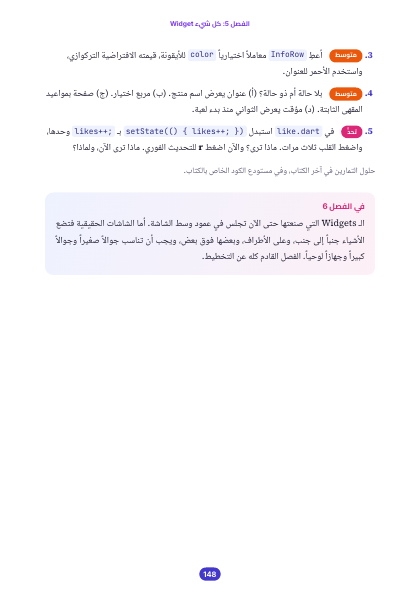 الفصل 5: كل شيء Widget
3. متوسط أعطِ InfoRow معاملاً اختيارياً color للأيقونة، قيمته الافتراضية التركوازي،
واستخدم الأحمر للعنوان.
4. متوسط بلا حالة أم ذو حالة؟ (أ) عنوان يعرض اسم منتج. (ب) مربع اختيار. (ج) صفحة بمواعيد
المقهى الثابتة. (د) مؤقت يعرض الثواني منذ بدء لعبة.
5. تحدٍّ في like.dart استبدل setState(() { likes++; }) بـ likes++; وحدها،
واضغط القلب ثلاث مرات. ماذا ترى؟ والآن اضغط r للتحديث الفوري. ماذا ترى الآن، ولماذا؟
حلول التمارين في آخر الكتاب، وفي مستودع الكود الخاص بالكتاب.
في الفصل 6
الـ Widgets التي صنعتها حتى الآن تجلس في عمود وسط الشاشة. أما الشاشات الحقيقية فتضع
الأشياء جنباً إلى جنب، وعلى الأطراف، وبعضها فوق بعض، ويجب أن تناسب جوالاً صغيراً وجوالاً
كبيراً وجهازاً لوحياً. الفصل القادم كله عن التخطيط.
148